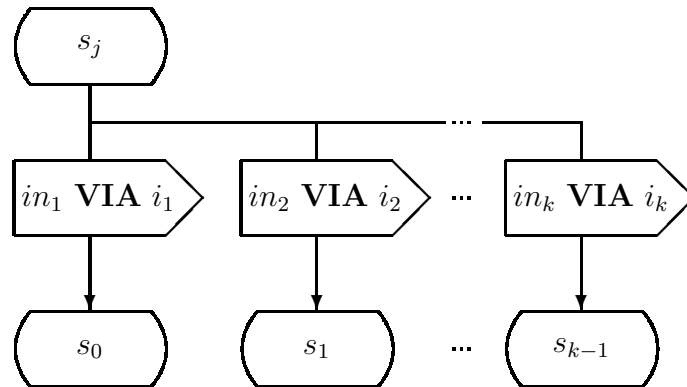 s_j
...
in_1 VIA i_1 in_2 VIA i_2 ... in_k VIA i_k
s_0 s_1 ... s_{k-1}